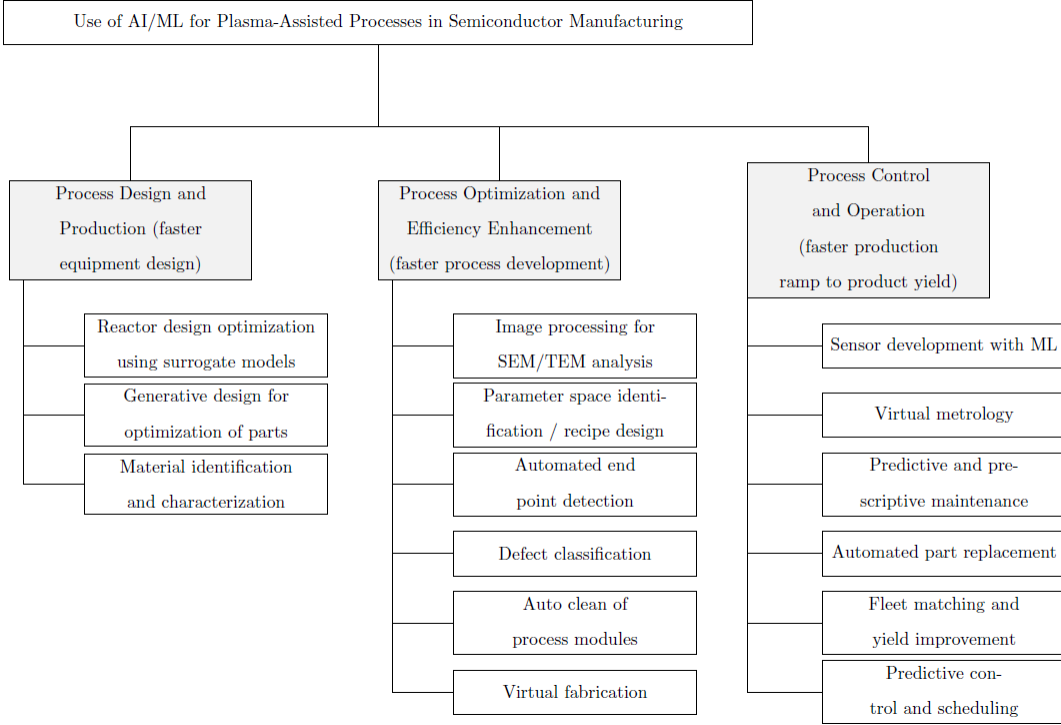 Use of AI/ML for Plasma-Assisted Processes in Semiconductor Manufacturing
Process Design and
Production (faster
equipment design)
Reactor design optimization
using surrogate models
Generative design for
optimization of parts
Material identification
and characterization
Process Optimization and
Efficiency Enhancement
(faster process development)
Image processing for
SEM/TEM analysis
Parameter space identi-
fication / recipe design
Automated end
point detection
Defect classification
Auto clean of
process modules
Virtual fabrication
Process Control
and Operation
(faster production
ramp to product yield)
Sensor development with ML
Virtual metrology
Predictive and pre-
scriptive maintenance
Automated part replacement
Fleet matching and
yield improvement
Predictive con-
trol and scheduling